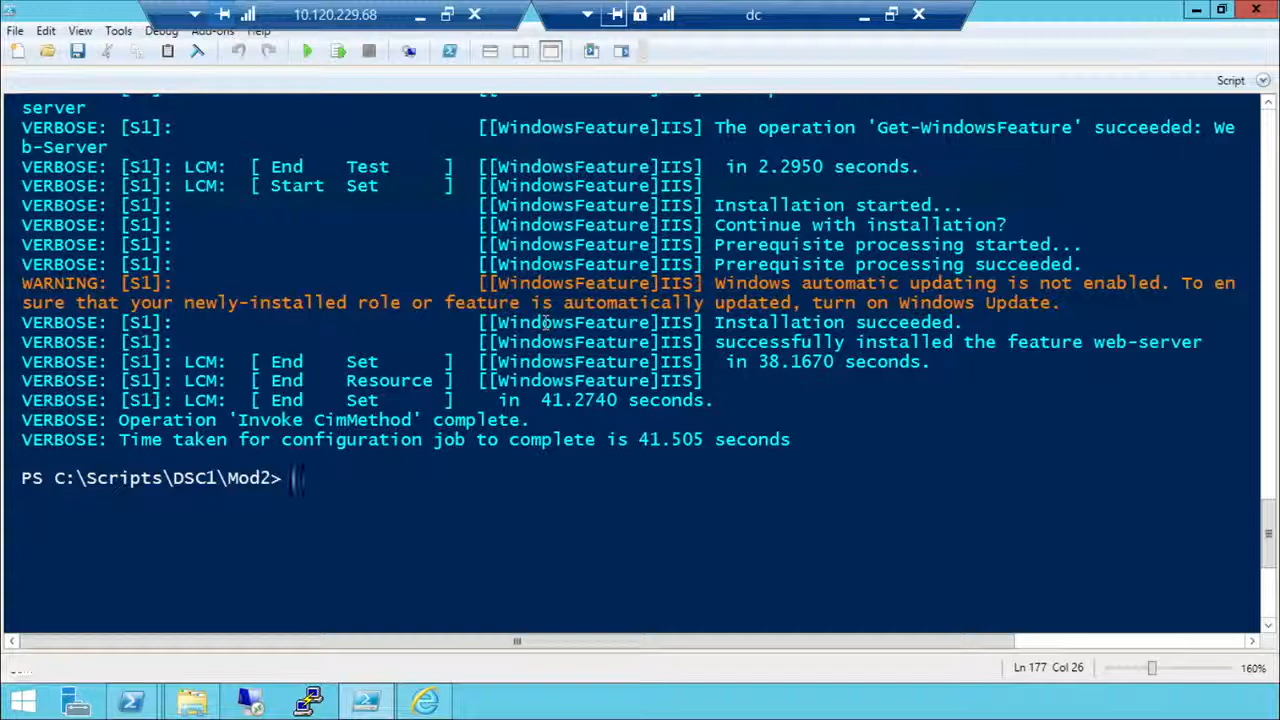 10.120.229.68
dc
File Edit View Tools Debug Add-ons Help
Script
server
VERBOSE: [S1]: [[WindowsFeature]IIS] The operation 'Get-WindowsFeature' succeeded: We
b-Server
VERBOSE: [S1]: LCM: [ End Test ] [[WindowsFeature]IIS] in 2.2950 seconds.
VERBOSE: [S1]: LCM: [ Start Set ] [[WindowsFeature]IIS]
VERBOSE: [S1]: [[WindowsFeature]IIS] Installation started...
VERBOSE: [S1]: [[WindowsFeature]IIS] Continue with installation?
VERBOSE: [S1]: [[WindowsFeature]IIS] Prerequisite processing started...
VERBOSE: [S1]: [[WindowsFeature]IIS] Prerequisite processing succeeded.
WARNING: [S1]: [[WindowsFeature]IIS] Windows automatic updating is not enabled. To en
sure that your newly-installed role or feature is automatically updated, turn on Windows Update.
VERBOSE: [S1]: [[WindowsFeature]IIS] Installation succeeded.
VERBOSE: [S1]: [[WindowsFeature]IIS] successfully installed the feature web-server
VERBOSE: [S1]: LCM: [ End Set ] [[WindowsFeature]IIS] in 38.1670 seconds.
VERBOSE: [S1]: LCM: [ End Resource ] [[WindowsFeature]IIS]
VERBOSE: [S1]: LCM: [ End Set ] in 41.2740 seconds.
VERBOSE: Operation 'Invoke CimMethod' complete.
VERBOSE: Time taken for configuration job to complete is 41.505 seconds
PS C:\Scripts\DSC1\Mod2>
Ln 177 Col 26
160%